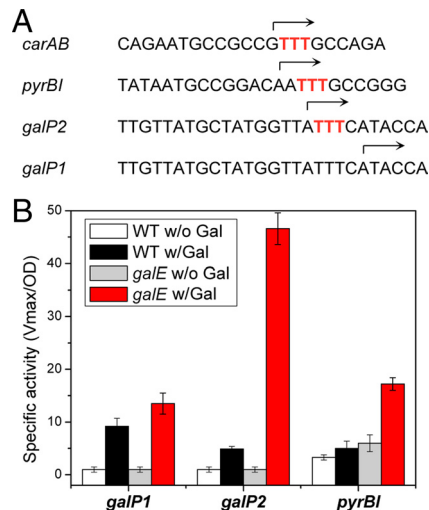 A
carAB CAGAATGCCGCCGTTTGCCAGA
pyrBI TATAATGCCGGACAATTTGCCGGG
galP2 TTGTTATGCTATGGTTATTTCATACCA
galP1 TTGTTATGCTATGGTTATTTCATACCA
B
50
40
30
20
10
0
Specific activity (Vmax/OD)
WT w/o Gal
WT w/Gal
galE w/o Gal
galE w/Gal
galP1 galP2 pyrBI